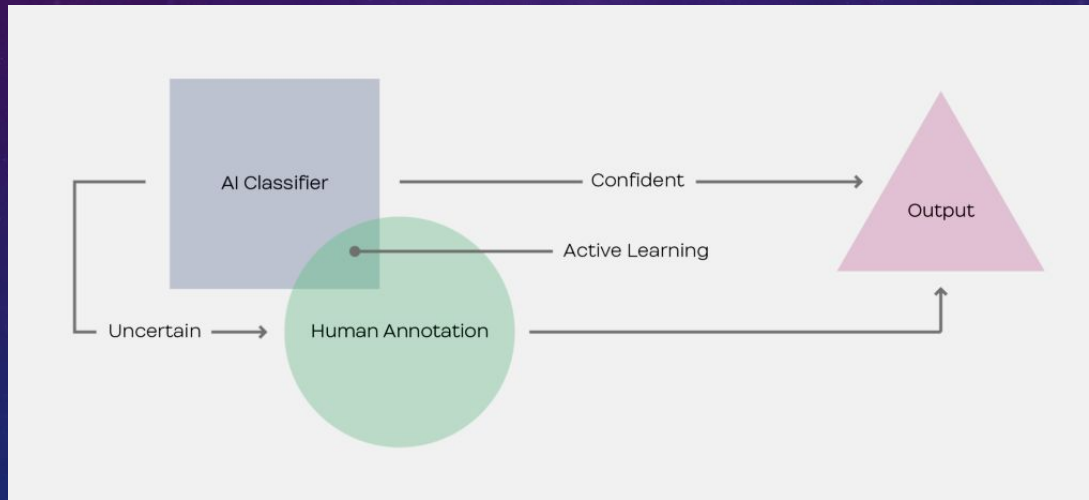 AI Classifier
Confident
Output
Active Learning
Uncertain
Human Annotation